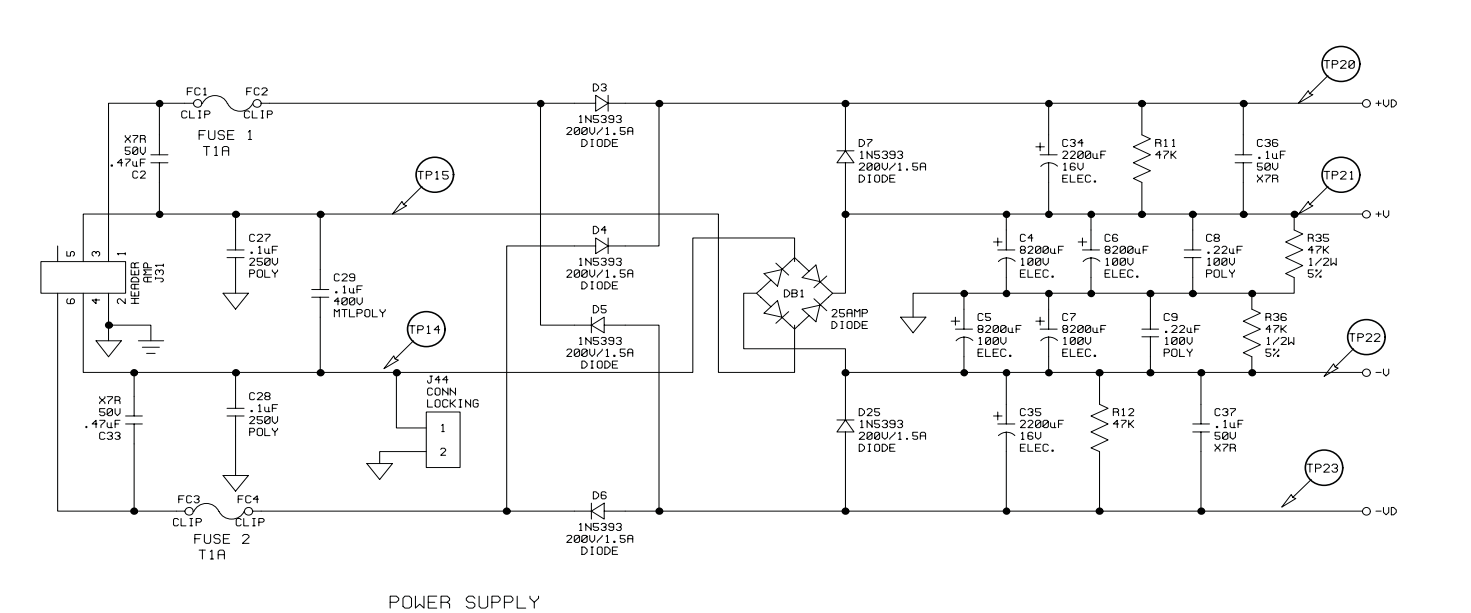 TP20
FC1
FC2
CLIP
CLIP
FUSE 1
T1A
D3
1N5393
200V/1.5A
DIODE
+VD
X7R
50V
.47uF
C2
D7
1N5393
200V/1.5A
DIODE
C34
2200uF
16V
ELEC.
R11
47K
C36
.1uF
50V
X7R
TP15
TP21
+V
5
3
1
6
4
2
HEADER
AMP
J31
C27
.1uF
250V
POLY
C29
.1uF
400V
MTLPOLY
D4
1N5393
200V/1.5A
DIODE
D5
1N5393
200V/1.5A
DIODE
DB1
25AMP
DIODE
C4
8200uF
100V
ELEC.
C6
8200uF
100V
ELEC.
C8
.22uF
100V
POLY
R35
47K
1/2W
5%
C5
8200uF
100V
ELEC.
C7
8200uF
100V
ELEC.
C9
.22uF
100V
POLY
R36
47K
1/2W
5%
TP14
TP22
-V
X7R
50V
.47uF
C33
C28
.1uF
250V
POLY
J44
CONN
LOCKING
1
2
D25
1N5393
200V/1.5A
DIODE
C35
2200uF
16V
ELEC.
R12
47K
C37
.1uF
50V
X7R
TP23
FC3
FC4
CLIP
CLIP
FUSE 2
T1A
D6
1N5393
200V/1.5A
DIODE
-VD
POWER SUPPLY